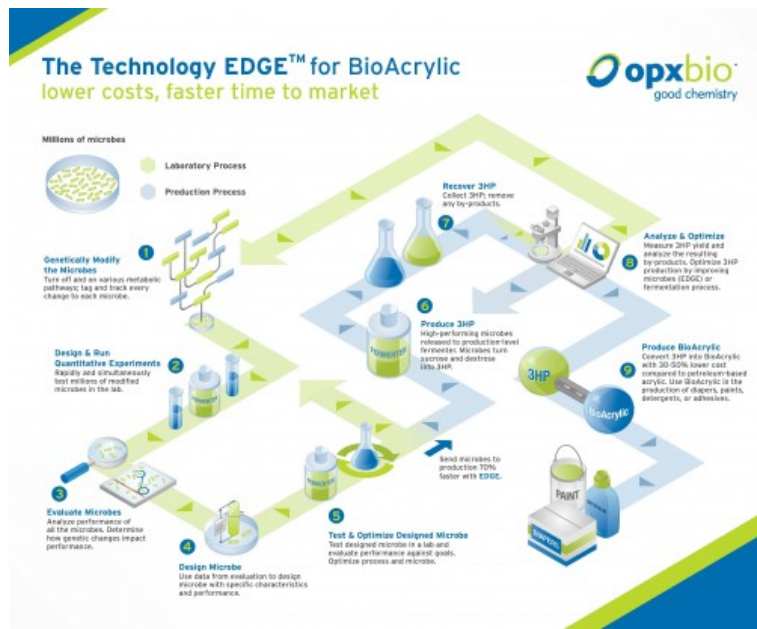 The Technology EDGE™ for BioAcrylic
lower costs, faster time to market
opxbio
good chemistry
Millions of microbes
Laboratory Process
Production Process
1
Genetically Modify
the Microbes
Turn off and on various metabolic
pathways; tag and track every
change to each microbe.
Design & Run
Quantitative Experiments
Rapidly and simultaneously
test millions of modified
microbes in the lab.
2
FERMENTER
3
Evaluate Microbes
Analyze performance of
all the microbes. Determine
how genetic changes impact
performance.
4
Design Microbe
Use data from evaluation to design
microbe with specific characteristics
and performance.
FERMENTER
5
Test & Optimize Designed Microbe
Test designed microbe in a lab and
evaluate performance against goals.
Optimize process and microbe.
Send microbes to
production 70%
faster with EDGE.
6
Produce 3HP
High-performing microbes
released to production-level
fermenter. Microbes turn
sucrose and dextrose
into 3HP.
FERMENTER
Recover 3HP
Collect 3HP; remove
any by-products.
7
Analyze & Optimize
Measure 3HP yield and
analyze the resulting
by-products. Optimize 3HP
production by improving
microbes (EDGE) or
fermentation process.
8
Produce BioAcrylic
Convert 3HP into BioAcrylic
with 30-50% lower cost
compared to petroleum-based
acrylic. Use BioAcrylic in the
production of diapers, paints,
detergents, or adhesives.
9
3HP
BioAcrylic
PAINT
DIAPERS